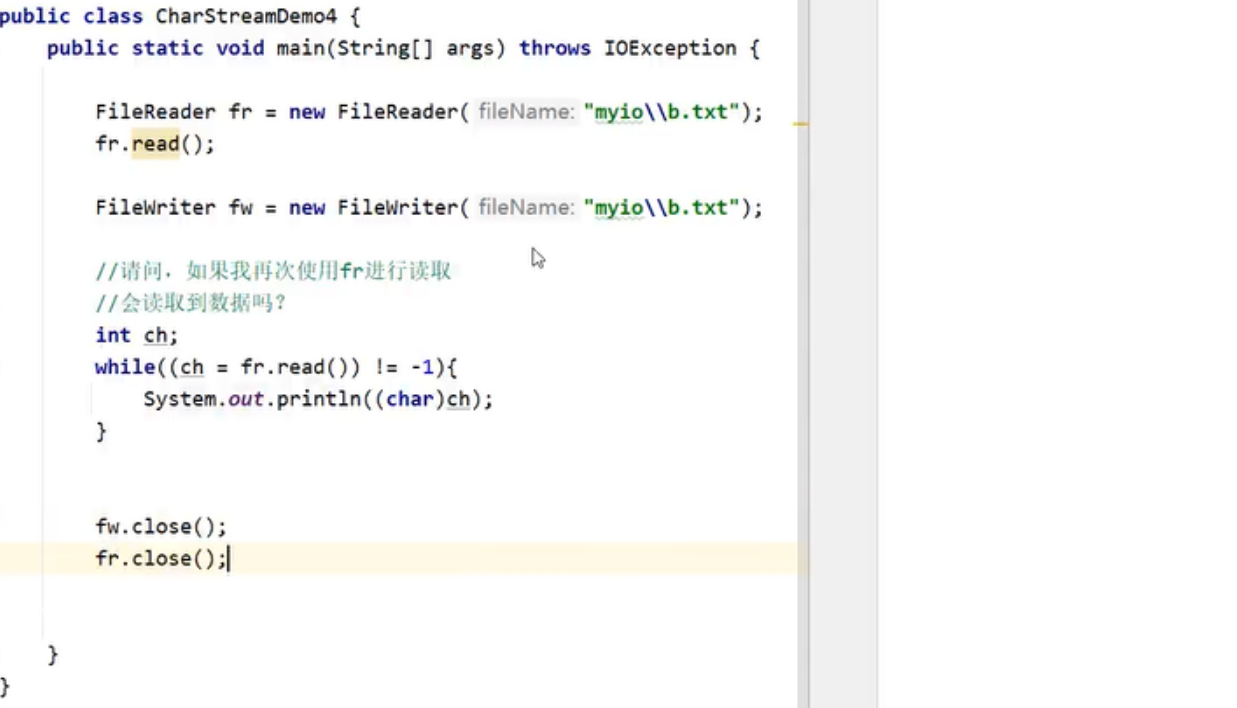 public class CharStreamDemo4 {
public static void main(String[] args) throws IOException {
FileReader fr = new FileReader( fileName: "myio\\b.txt");
fr.read();
FileWriter fw = new FileWriter( fileName: "myio\\b.txt");
//请问，如果我再次使用fr进行读取
//会读取到数据吗？
int ch;
while((ch = fr.read()) != -1){
System.out.println((char)ch);
}
fw.close();
fr.close();
}
}